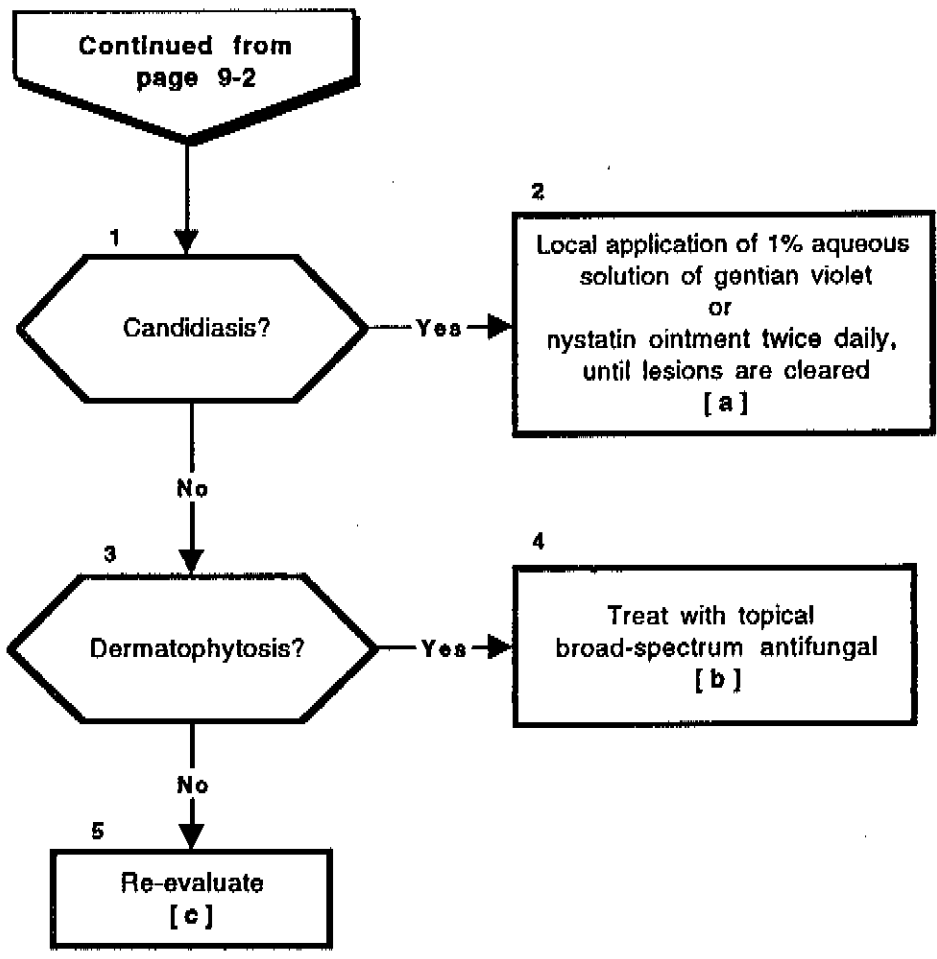 Continued from
page 9-2
1
Candidiasis?
Yes
2
Local application of 1% aqueous
solution of gentian violet
or
nystatin ointment twice daily,
until lesions are cleared
[a]
No
3
Dermatophytosis?
Yes
4
Treat with topical
broad-spectrum antifungal
[b]
No
5
Re-evaluate
[c]